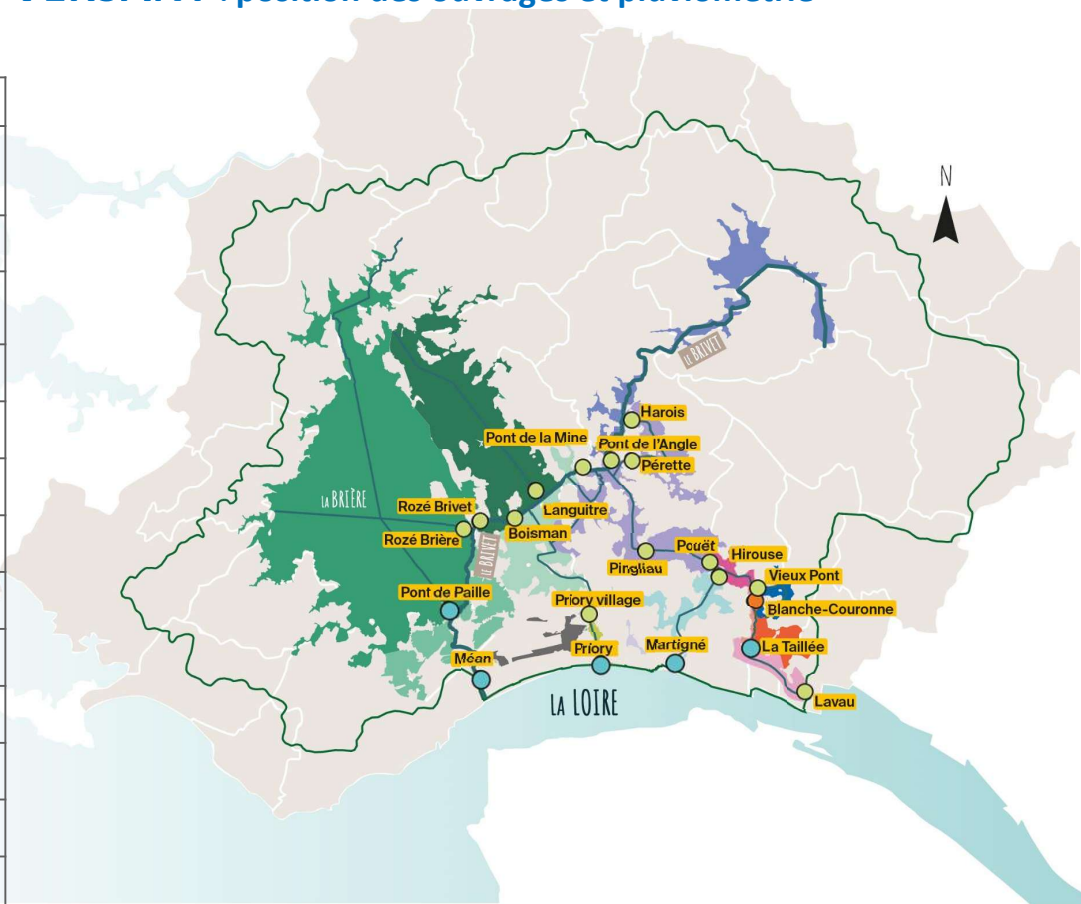 : position des ouvrages et pluviométrie
N
LE BRIVET
Harois
Pont de la Mine
Pont de l'Angle
Pérette
LA BRIÈRE
Rozé Brivet
Languitre
Rozé Brière
Boisman
LE BRIVET
Pingliau
Pouët
Hirouse
Vieux Pont
Pont de Paille
Priory village
Blanche-Couronne
Méan
Priory
Martigné
La Taillée
LA LOIRE
Lavau